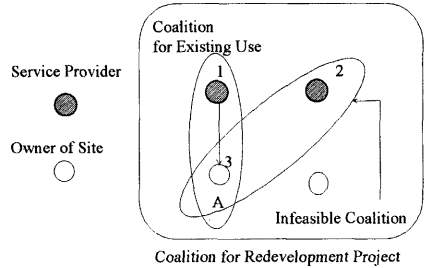 Coalition
for Existing Use
Service Provider
1
2
Owner of Site
3
A
Infeasible Coalition
Coalition for Redevelopment Project